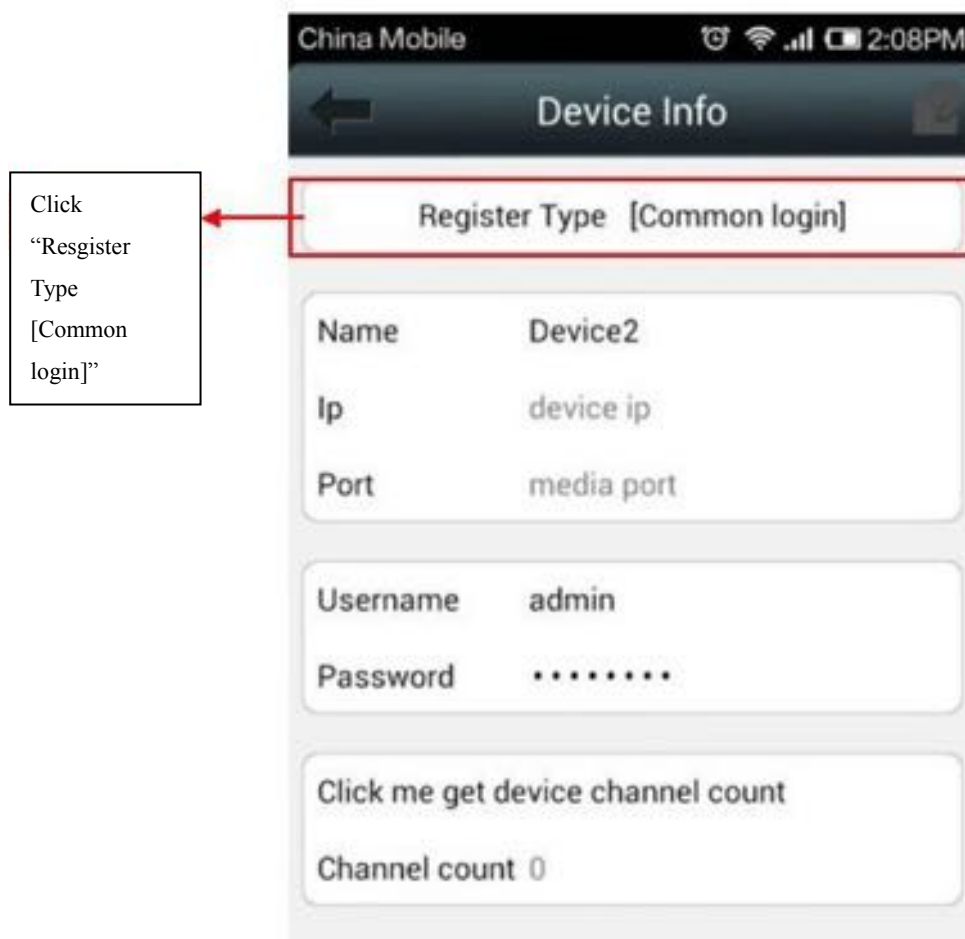 China Mobile 2:08PM
Device Info
Click
“Resgister
Type
[Common
login]”
Register Type [Common login]
Name Device2
Ip device ip
Port media port
Username admin
Password ••••••••
Click me get device channel count
Channel count 0